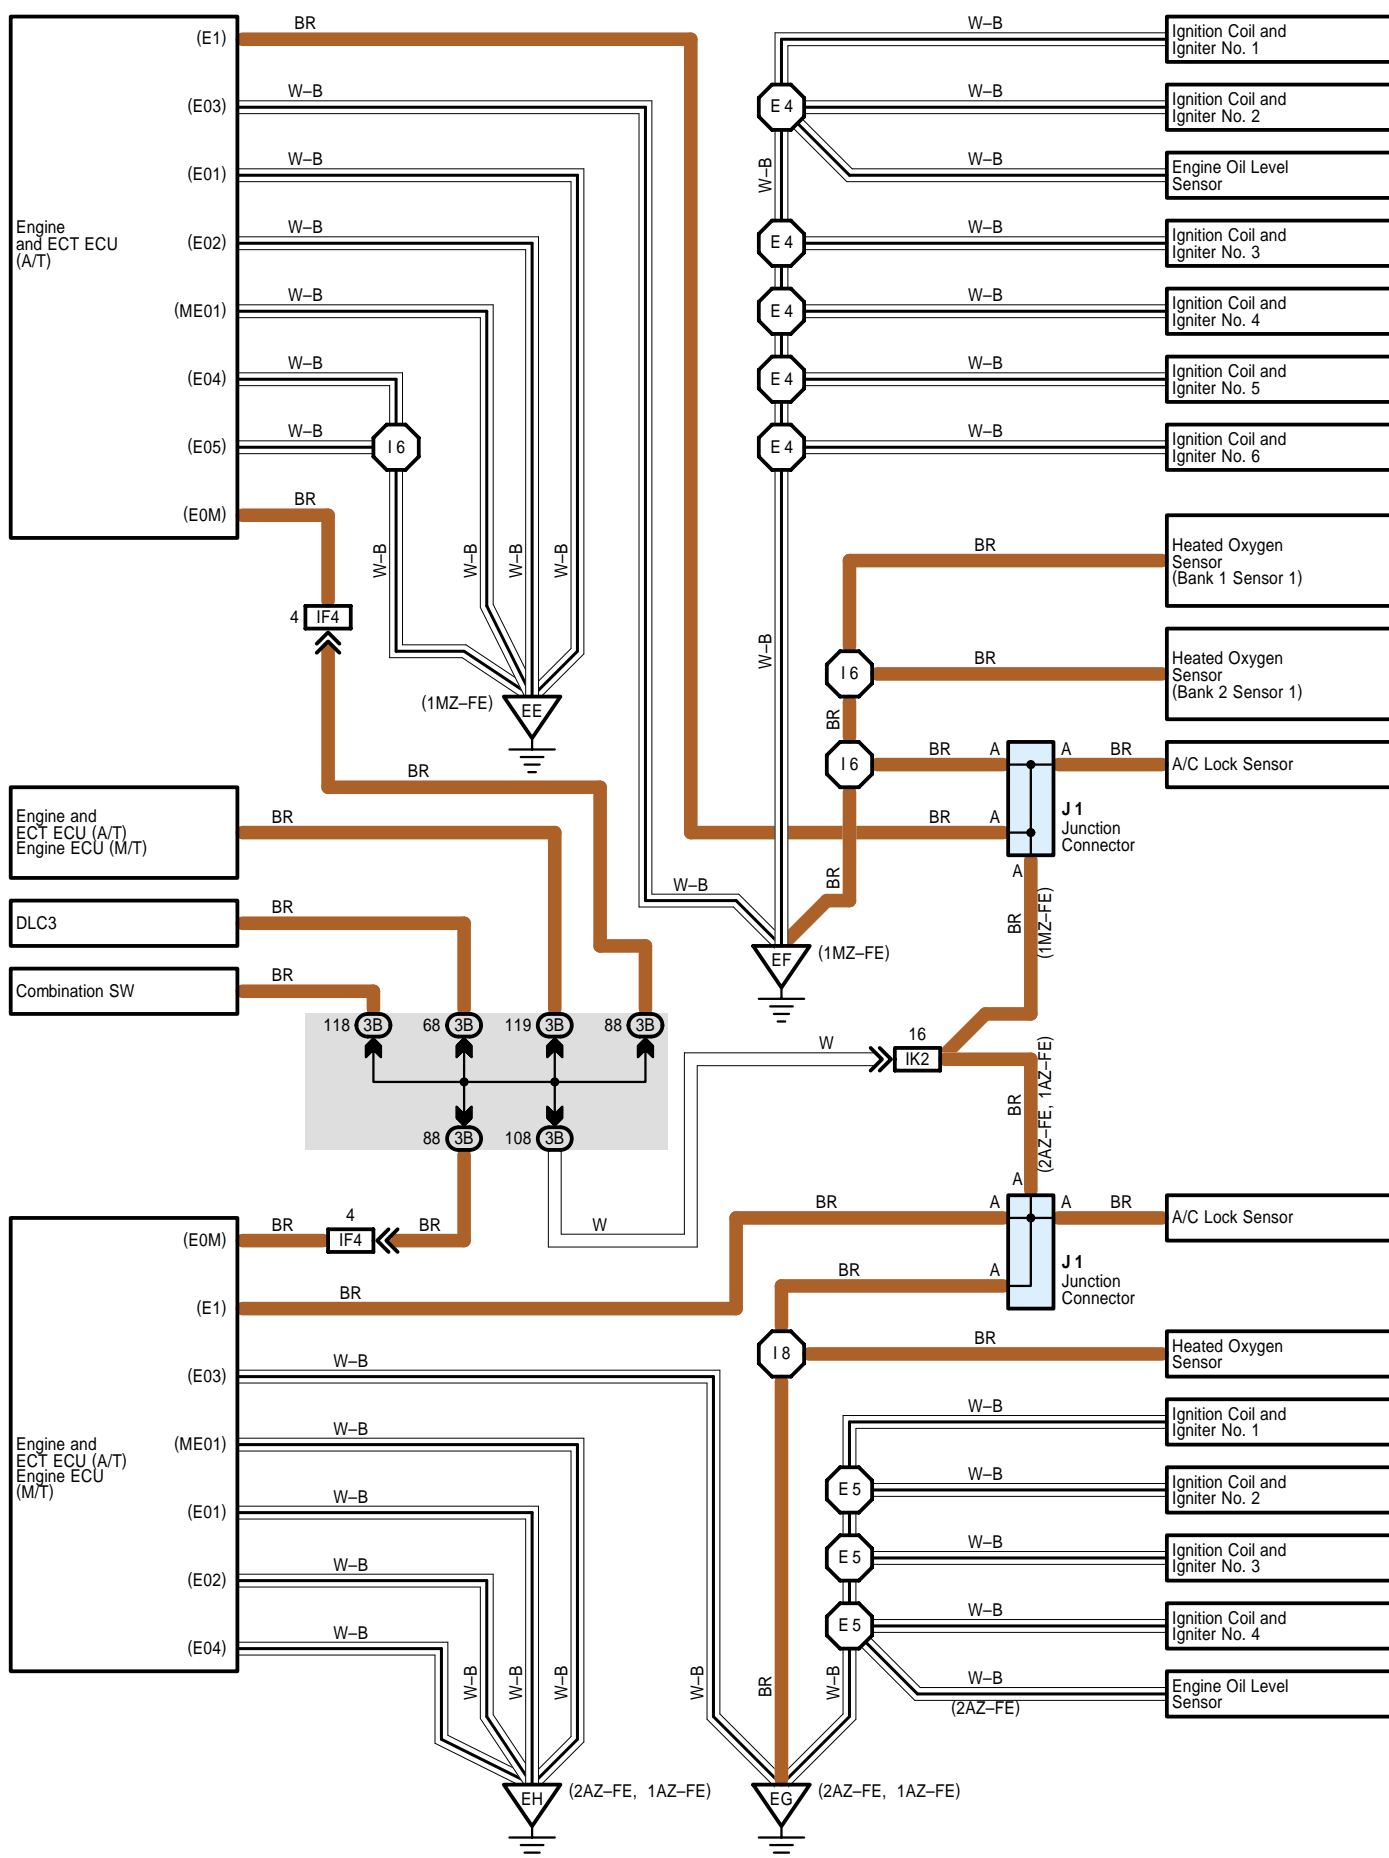 BR
(E1)
W–B
(E03)
W–B
(E01)
W–B
(E02)
W–B
(ME01)
W–B
(E04)
W–B
(E05)
BR
(E0M)
Engine
and ECT ECU
(A/T)
I 6
4
IF4
W–B
W–B
W–B
W–B
(1MZ–FE)
EE
BR
W–B
Ignition Coil and
Igniter No. 1
E 4
W–B
Ignition Coil and
Igniter No. 2
W–B
Engine Oil Level
Sensor
W–B
E 4
W–B
Ignition Coil and
Igniter No. 3
E 4
W–B
Ignition Coil and
Igniter No. 4
E 4
W–B
Ignition Coil and
Igniter No. 5
E 4
W–B
Ignition Coil and
Igniter No. 6
W–B
BR
Heated Oxygen
Sensor
(Bank 1 Sensor 1)
I 6
BR
Heated Oxygen
Sensor
(Bank 2 Sensor 1)
BR
I 6
BR
A
A
BR
A/C Lock Sensor
BR
A
J 1
Junction
Connector
A
BR
W–B
BR
(1MZ–FE)
EF
(1MZ–FE)
Engine and
ECT ECU (A/T)
Engine ECU (M/T)
BR
DLC3
BR
Combination SW
BR
118
3B
68
3B
119
3B
88
3B
88
3B
108
3B
W
16
IK2
BR
(2AZ–FE, 1AZ–FE)
A
W
BR
A
A
BR
A/C Lock Sensor
BR
A
J 1
Junction
Connector
(E0M)
BR
4
IF4
BR
(E1)
BR
(E03)
W–B
(ME01)
W–B
(E01)
W–B
(E02)
W–B
(E04)
W–B
Engine and
ECT ECU (A/T)
Engine ECU
(M/T)
I 8
BR
Heated Oxygen
Sensor
W–B
Ignition Coil and
Igniter No. 1
E 5
W–B
Ignition Coil and
Igniter No. 2
E 5
W–B
Ignition Coil and
Igniter No. 3
E 5
W–B
Ignition Coil and
Igniter No. 4
W–B
(2AZ–FE)
Engine Oil Level
Sensor
W–B
W–B
W–B
W–B
BR
W–B
EH
(2AZ–FE, 1AZ–FE)
EG
(2AZ–FE, 1AZ–FE)